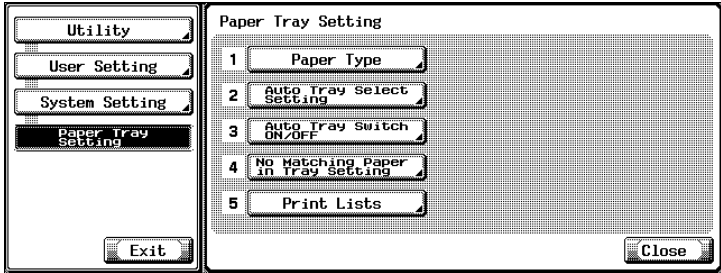 Utility
User Setting
System Setting
Paper Tray
Setting
Exit
Paper Tray Setting
1 Paper Type
2 Auto Tray Select
Setting
3 Auto Tray Switch
ON/OFF
4 No Matching Paper
in Tray Setting
5 Print Lists
Close